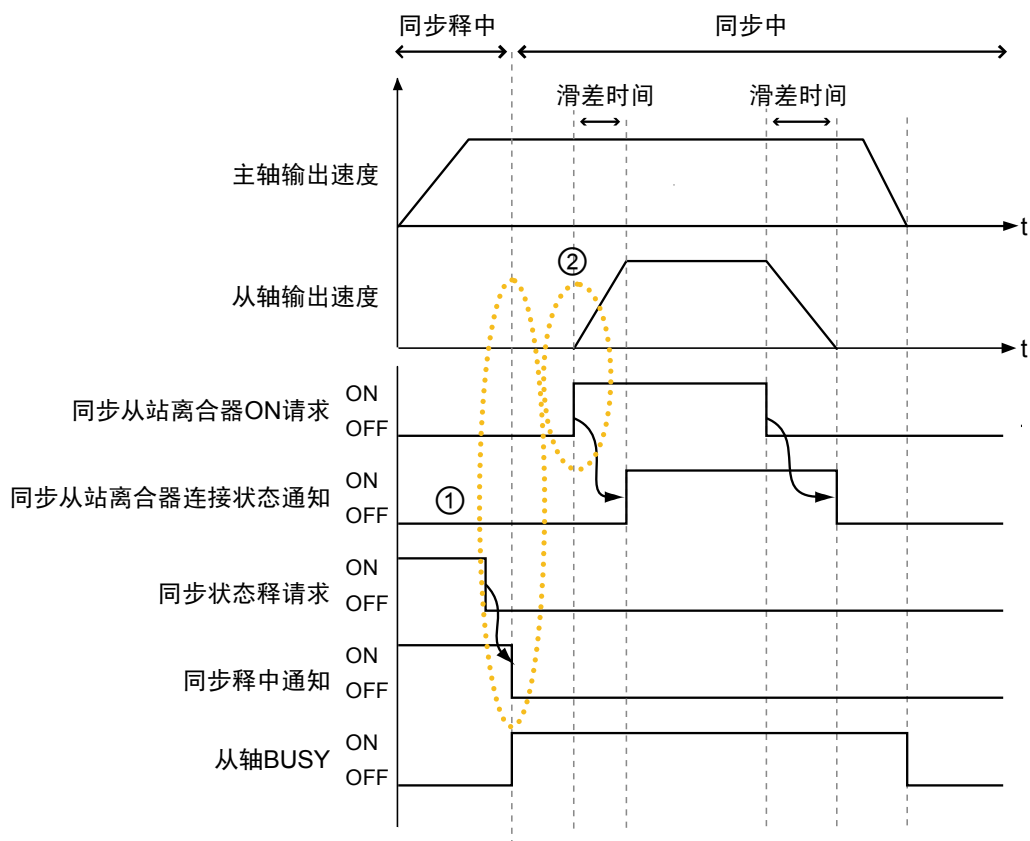 同步释中
同步中
滑差时间
滑差时间
主轴输出速度
t
②
从轴输出速度
t
同步从站离合器ON请求
ON
OFF
同步从站离合器连接状态通知
ON
OFF
①
同步状态释请求
ON
OFF
同步释中通知
ON
OFF
从轴BUSY
ON
OFF